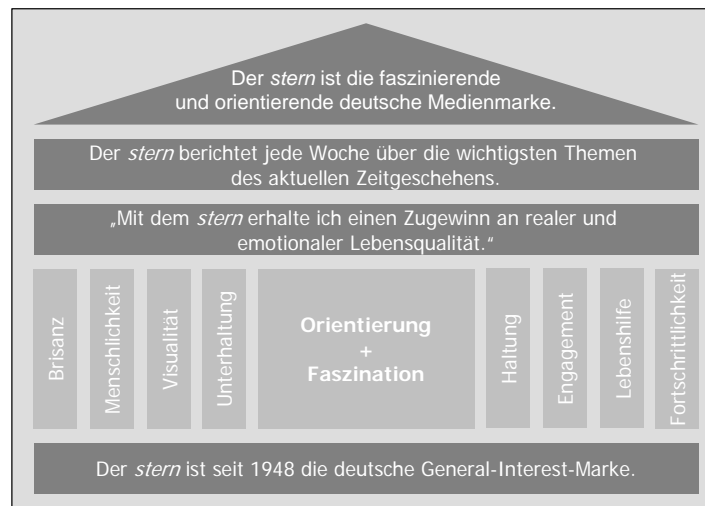 Der stern ist die faszinierende
und orientierende deutsche Medienmarke.
Der stern berichtet jede Woche über die wichtigsten Themen
des aktuellen Zeitgeschehens.
„Mit dem stern erhalte ich einen Zugewinn an realer und
emotionaler Lebensqualität.“
Brisanz
Menschlichkeit
Visualität
Unterhaltung
Orientierung
+
Faszination
Haltung
Engagement
Lebenshilfe
Fortschrittlichkeit
Der stern ist seit 1948 die deutsche General-Interest-Marke.